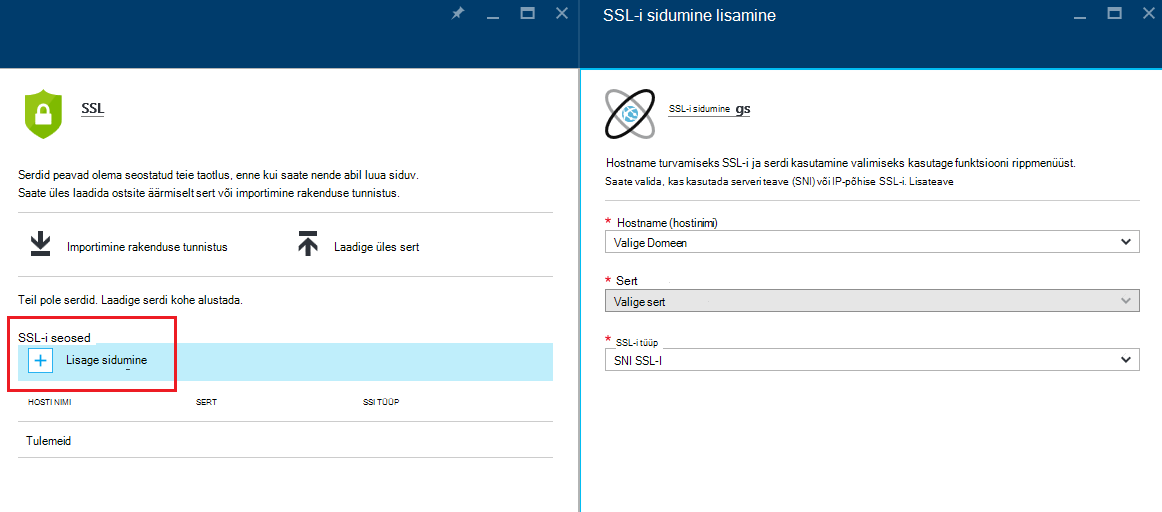 SSL
Serdid peavad olema seostatud teie taotlus, enne kui saate nende abil luua siduv.
Saate üles laadida ostsite äärmiselt sert või importimine rakenduse tunnistus.
Importimine rakenduse tunnistus
Laadige üles sert
Teil pole serdid. Laadige serdi kohe alustada.
SSL-i seosed
Lisage sidumine
HOSTI NIMI
SERT
SSI TÜÜP
Tulemeid
SSL-i sidumine lisamine
SSL-i sidumine gs
Hostname turvamiseks SSL-i ja serdi kasutamine valimiseks kasutage funktsiooni rippmenüüst.
Saate valida, kas kasutada serveri teave (SNI) või IP-põhise SSL-i. Lisateave
* Hostname (hostinimi)
Valige Domeen
* Sert
Valige sert
* SSL-i tüüp
SNI SSL-I